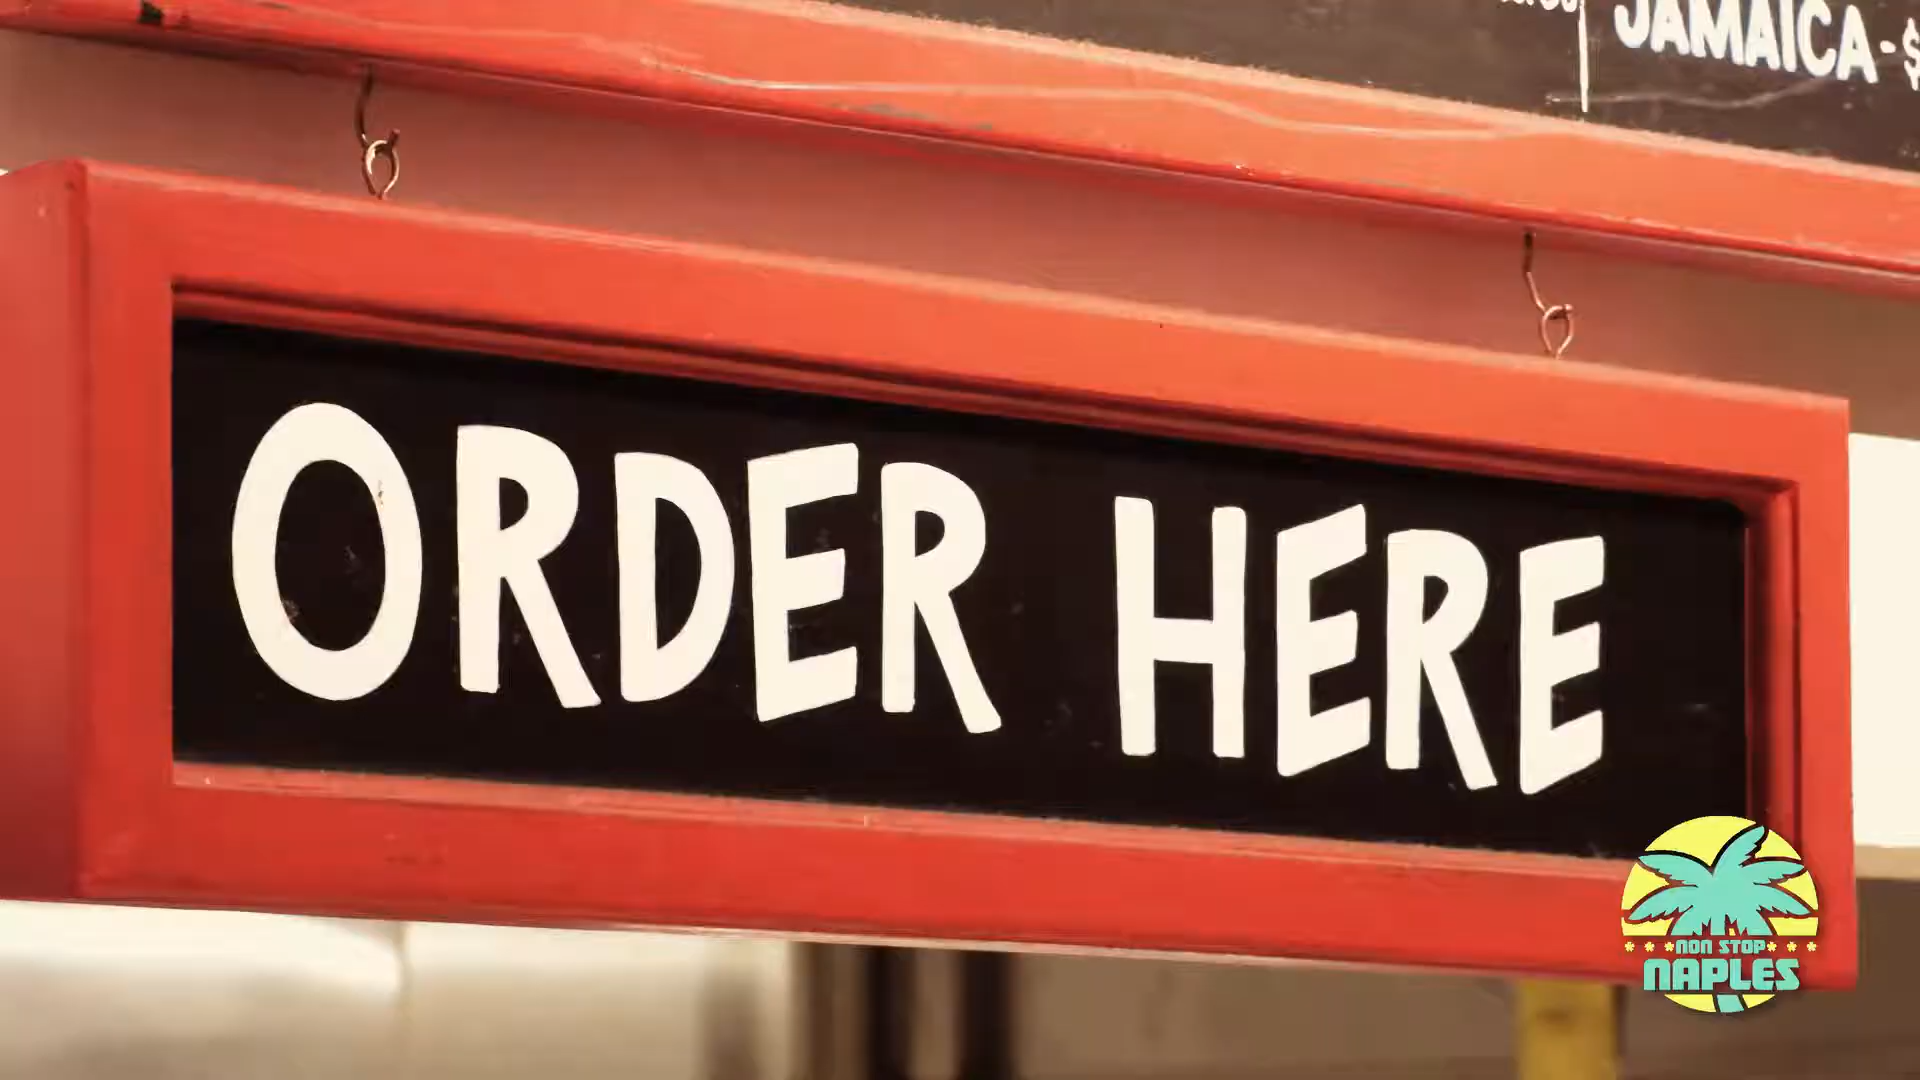 JAMAICA - $
ORDER HERE
NON STOP
NAPLES